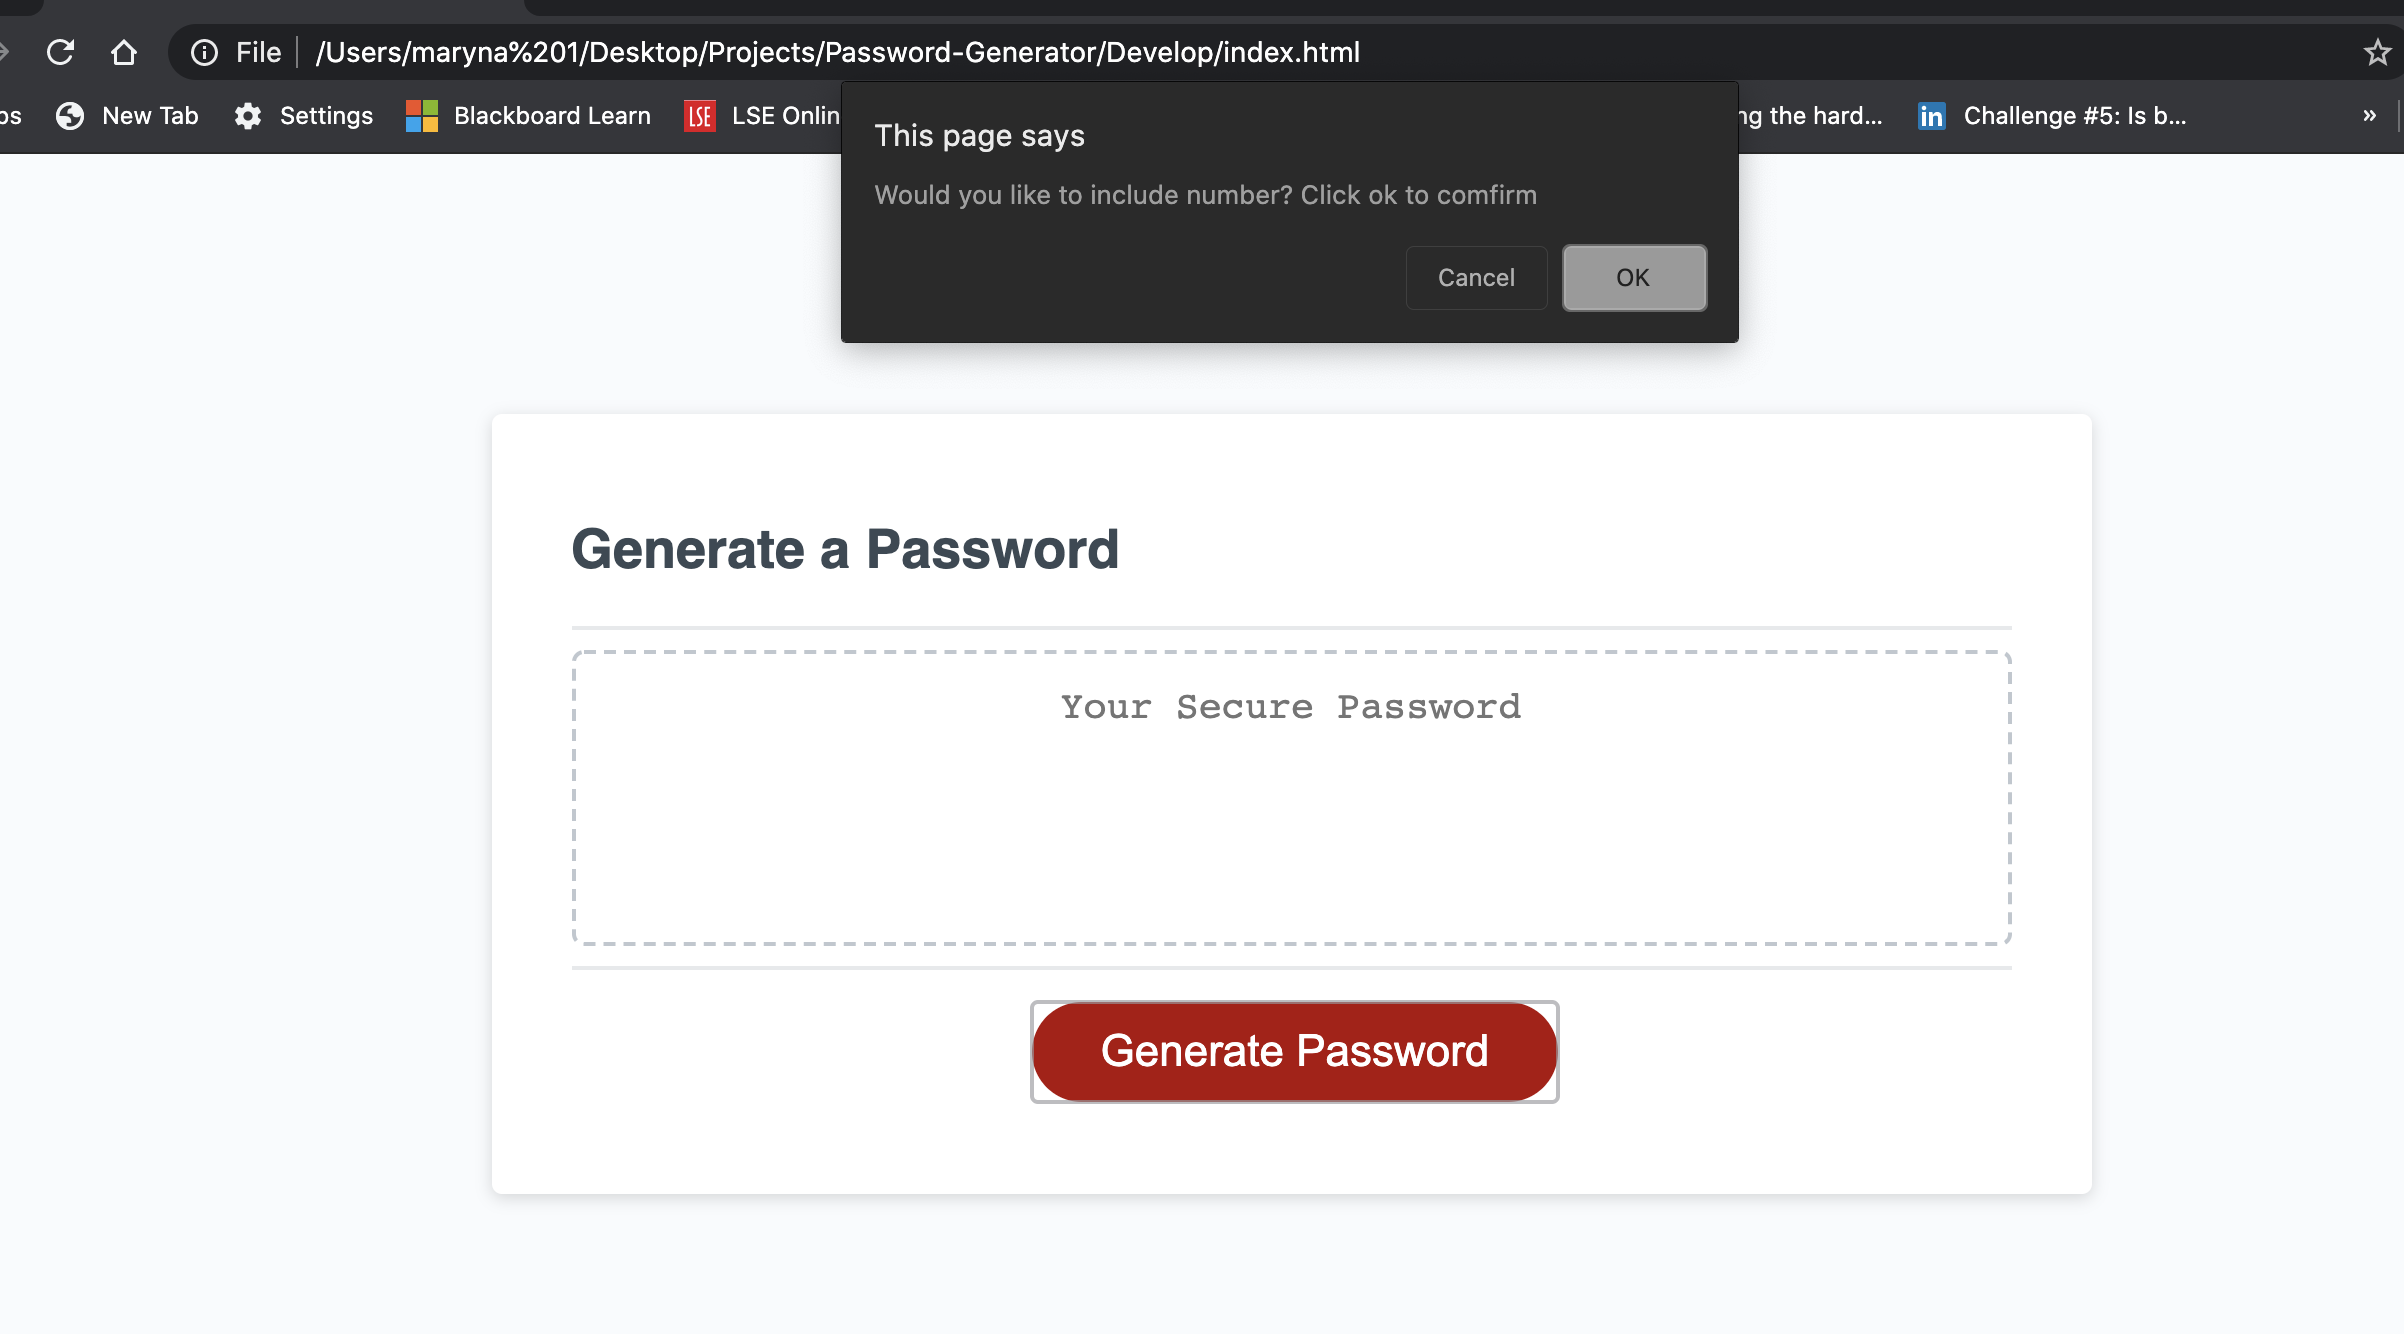 File /Users/maryna%201/Desktop/Projects/Password-Generator/Develop/index.html
New Tab Settings Blackboard Learn LSE LSE Onlin ng the hard... in Challenge #5: Is b... »
This page says
Would you like to include number? Click ok to comfirm
Cancel OK
Generate a Password
Your Secure Password
Generate Password